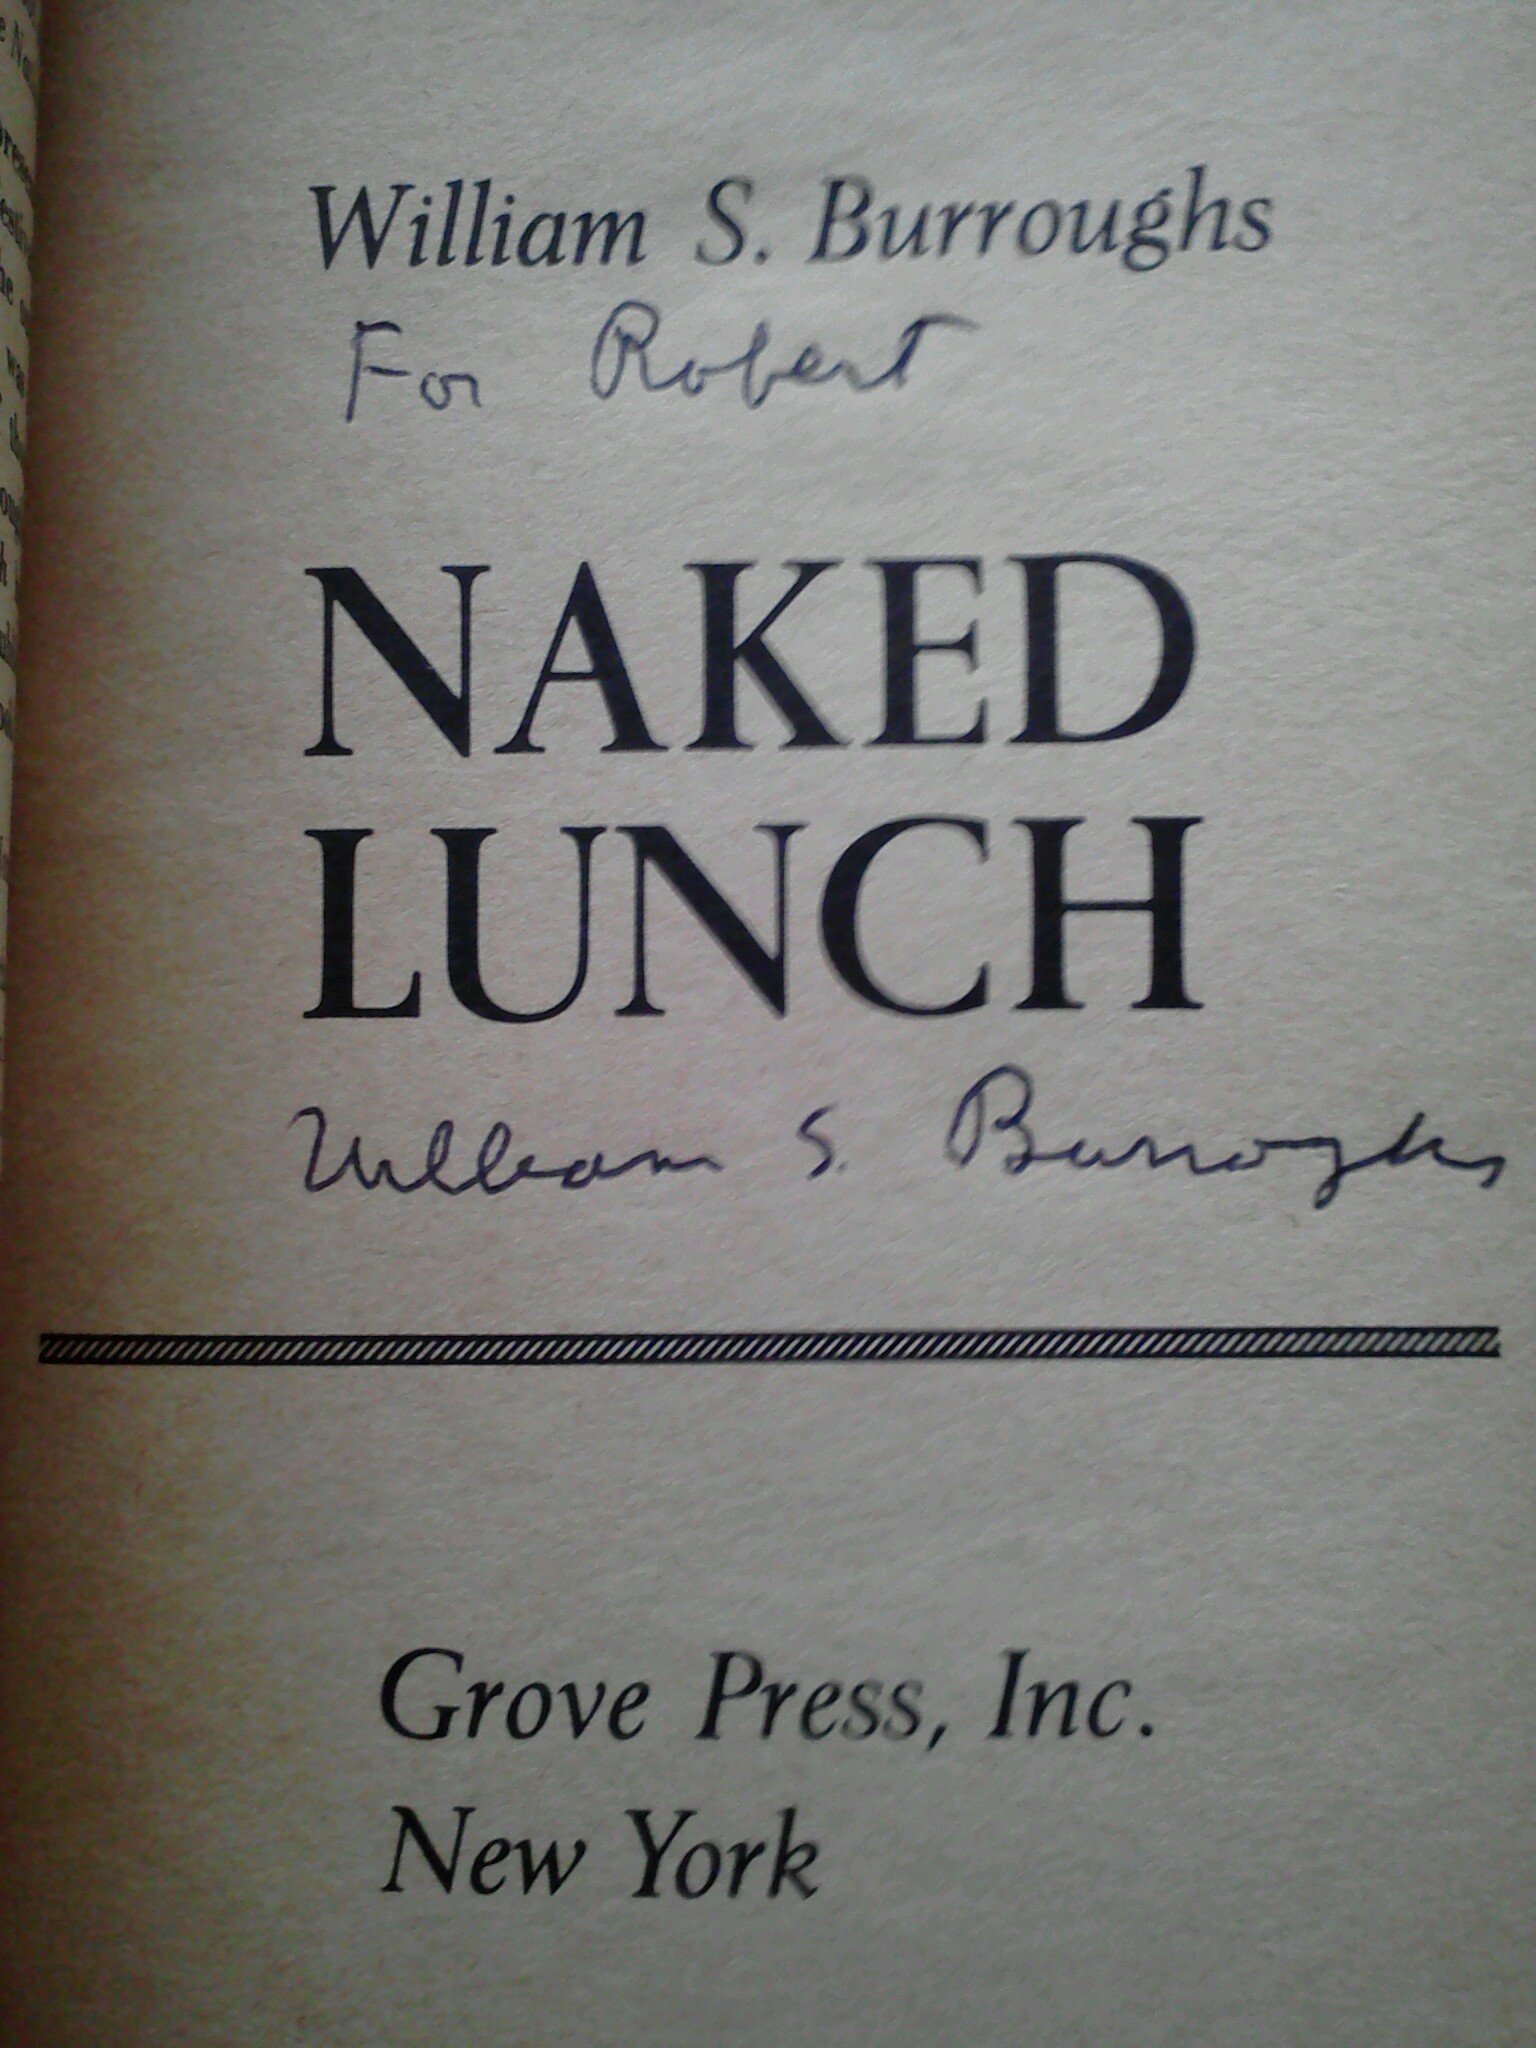 William S. Burroughs
For Robert
NAKED
LUNCH
William S. Burroughs
Grove Press, Inc.
New York